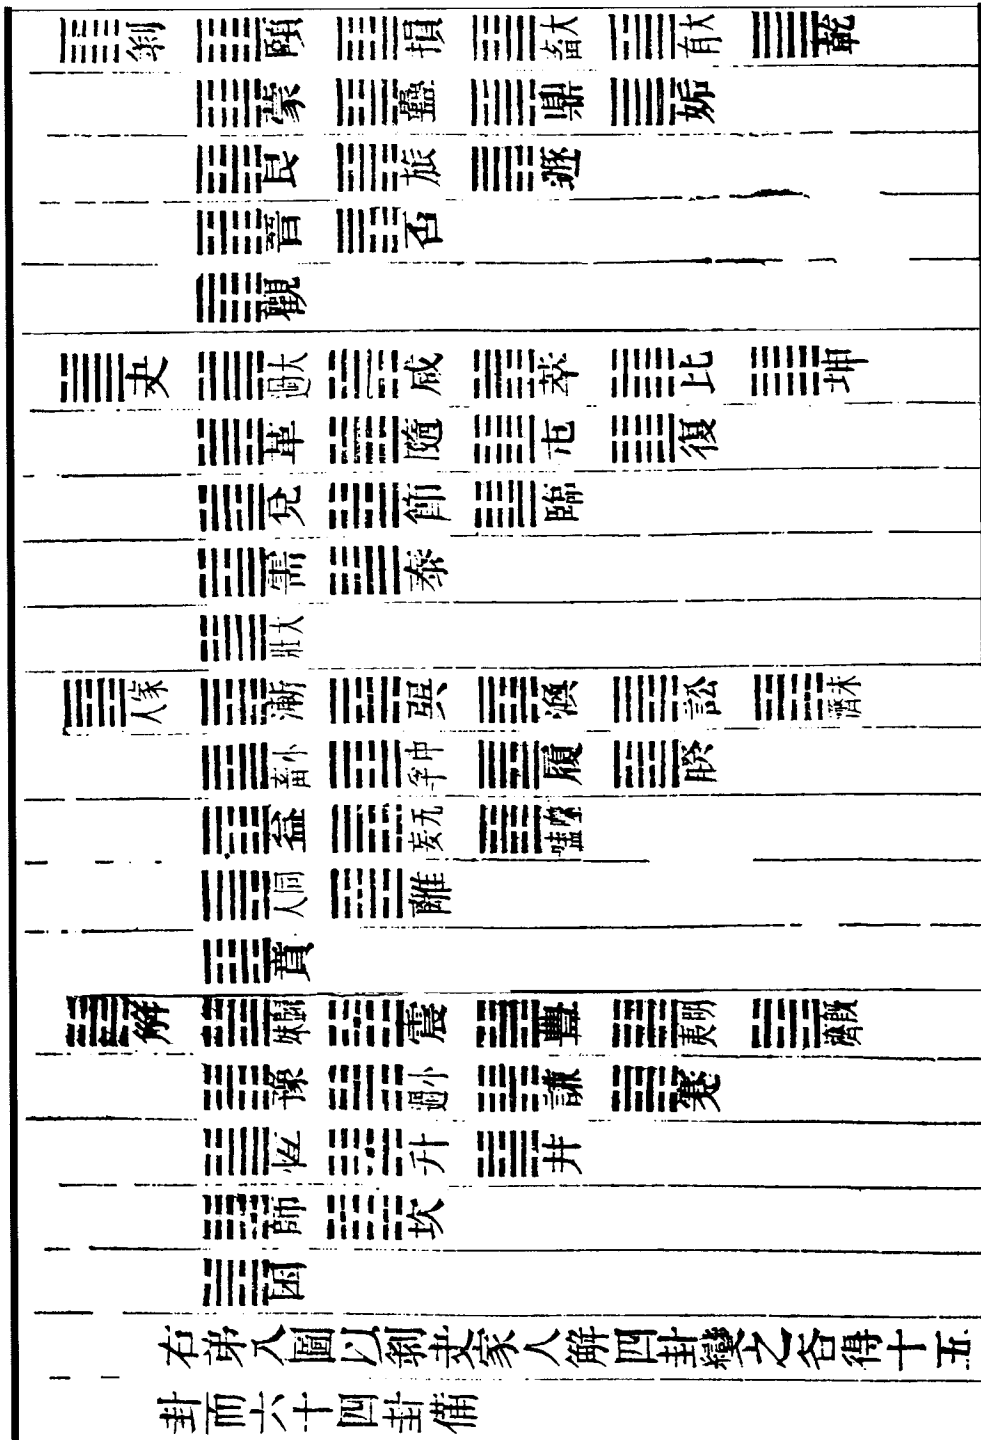 剝 頤 損 大畜 大有 乾
蒙 蠱 鼎 姤
艮 旅 遯
晉 否
觀
夬 大過 咸 萃 比 坤
革 隨 屯 復
兌 節 臨
需 泰
大壯
家人 漸 巽 渙 訟 未濟
小畜 中孚 履 睽
益 无妄 噬嗑
同人 離
賁
解 歸妹 震 豐 明夷 既濟
豫 小過 謙 蹇
恆 升 井
師 坎
困
右弟八圖以剝夬家人解四卦變之各得十五
卦而六十四卦備